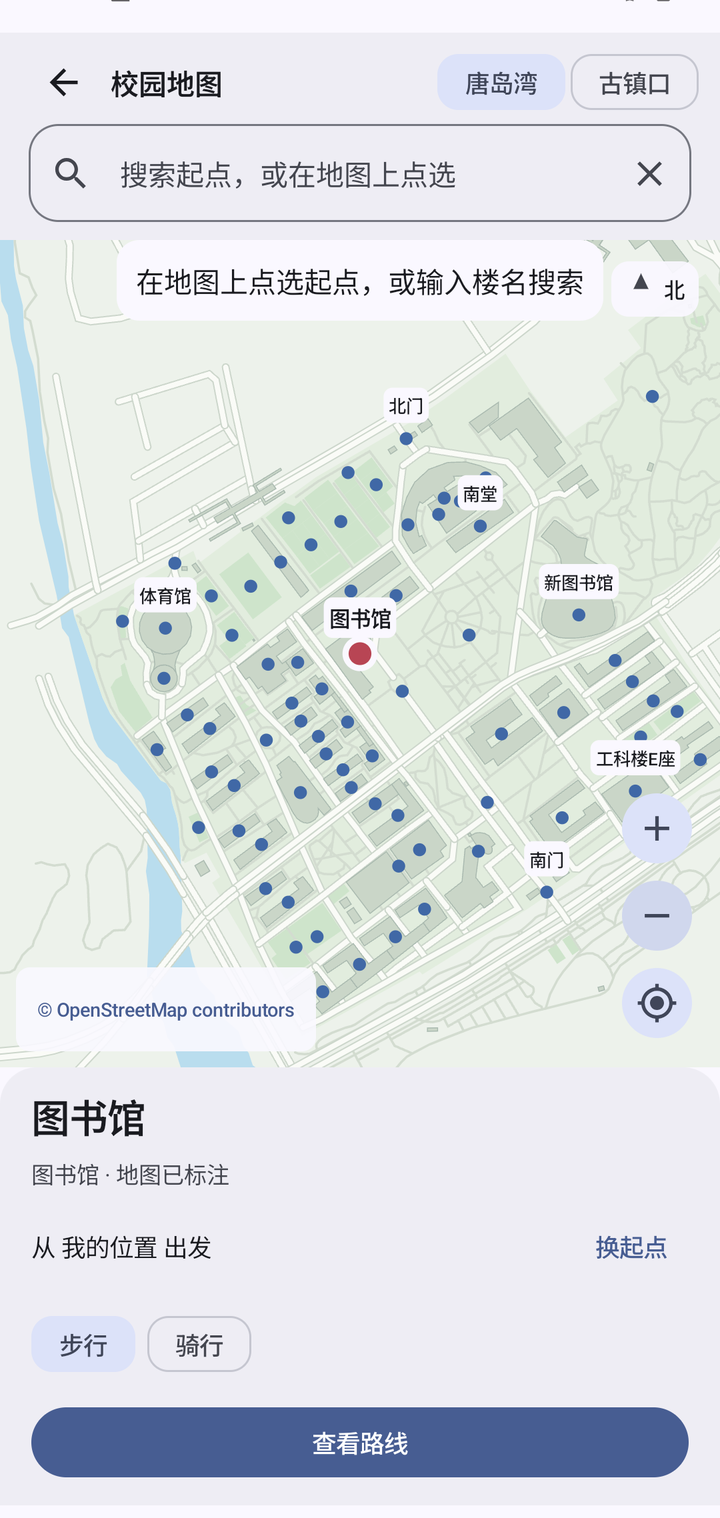 校园地图
唐岛湾
古镇口
搜索起点，或在地图上点选
在地图上点选起点，或输入楼名搜索
北
北门
南堂
新图书馆
体育馆
图书馆
工科楼E座
南门
© OpenStreetMap contributors
图书馆
图书馆 · 地图已标注
从 我的位置 出发
换起点
步行
骑行
查看路线